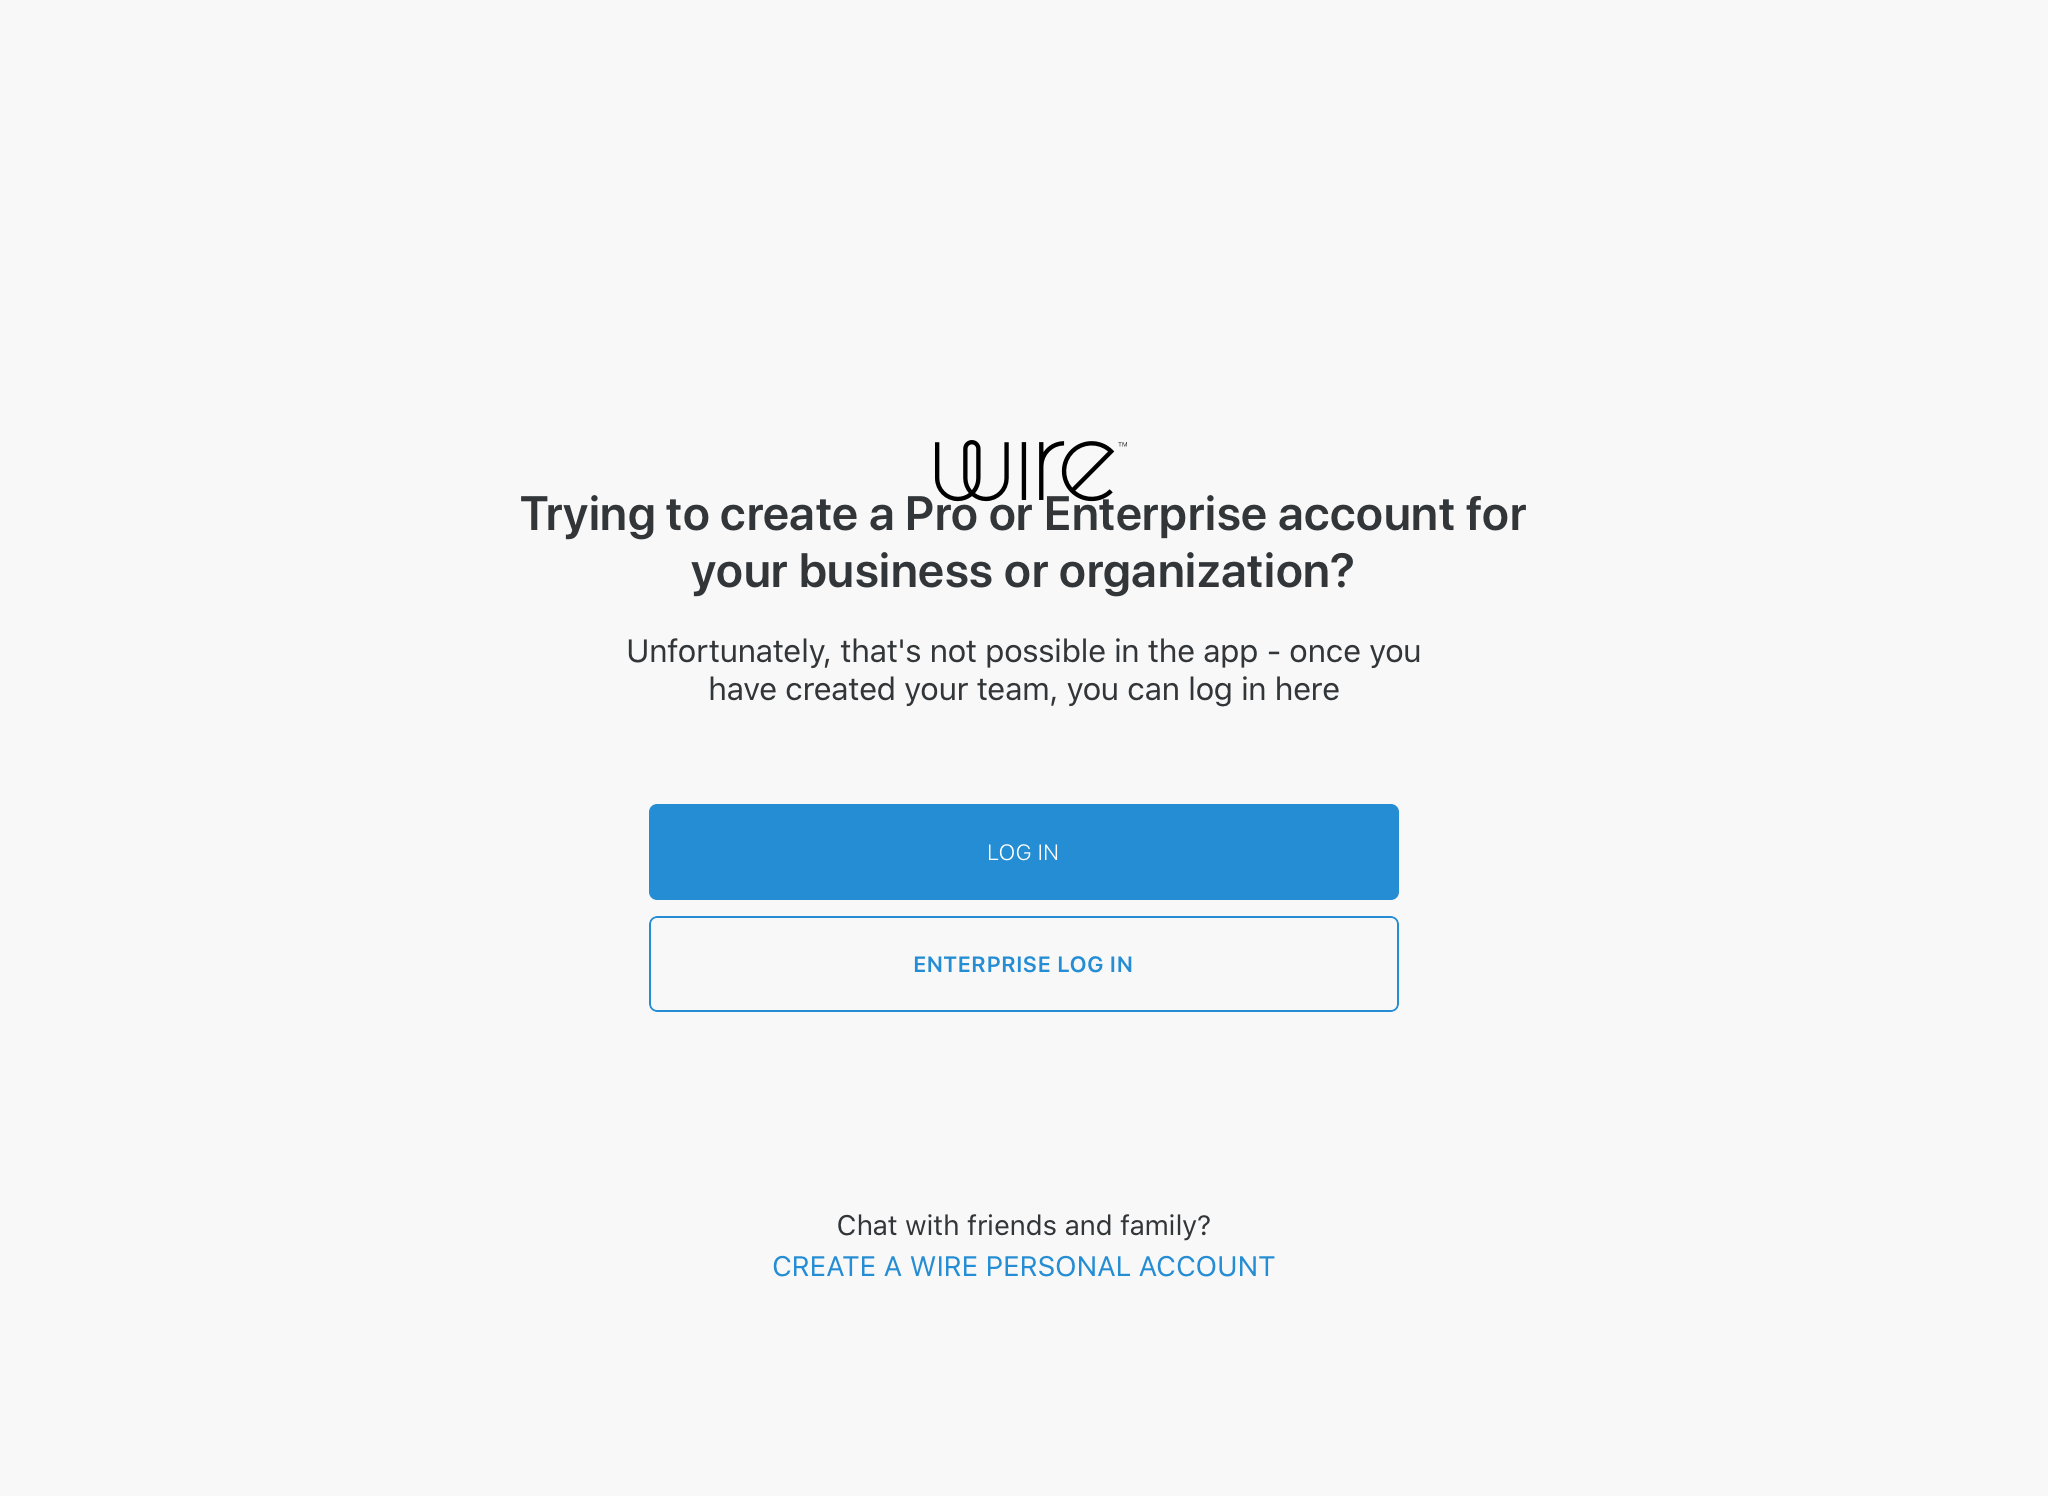 wire™
Trying to create a Pro or Enterprise account for
your business or organization?
Unfortunately, that's not possible in the app - once you
have created your team, you can log in here
LOG IN
ENTERPRISE LOG IN
Chat with friends and family?
CREATE A WIRE PERSONAL ACCOUNT